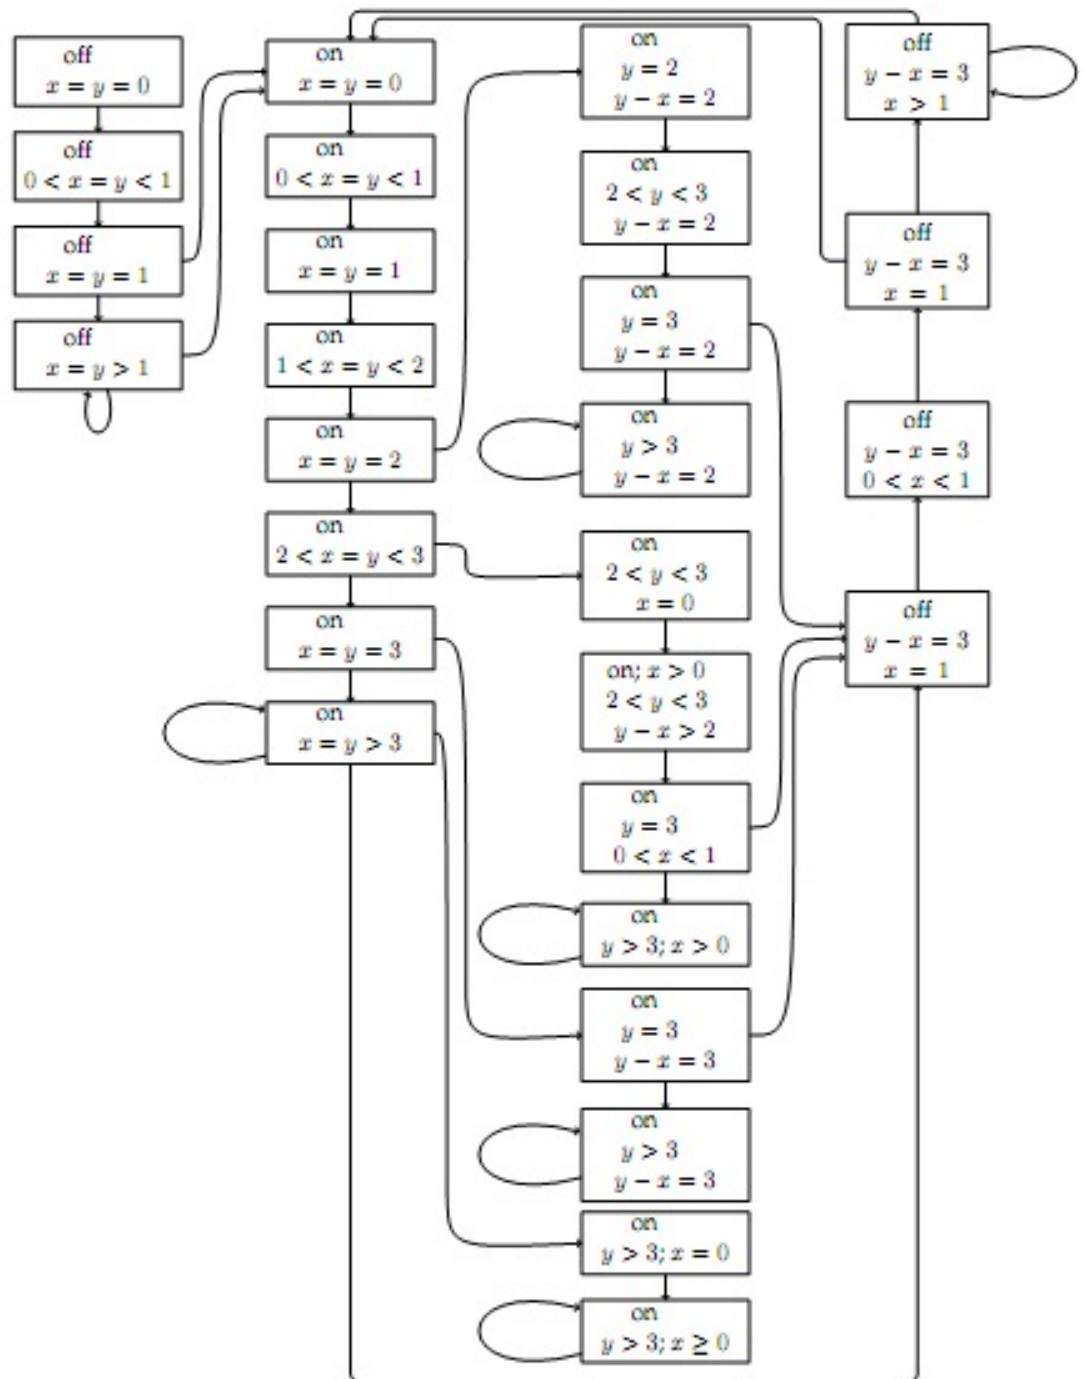 off
x = y = 0
off
0 < x = y < 1
off
x = y = 1
off
x = y > 1
on
x = y = 0
on
0 < x = y < 1
on
x = y = 1
on
1 < x = y < 2
on
x = y = 2
on
2 < x = y < 3
on
x = y = 3
on
x = y > 3
on
y = 2
y − x = 2
on
2 < y < 3
y − x = 2
on
y = 3
y − x = 2
on
y > 3
y − x = 2
on
2 < y < 3
x = 0
on; x > 0
2 < y < 3
y − x > 2
on
y = 3
0 < x < 1
on
y > 3; x > 0
on
y = 3
y − x = 3
on
y > 3
y − x = 3
on
y > 3; x = 0
on
y > 3; x ≥ 0
off
y − x = 3
x > 1
off
y − x = 3
x = 1
off
y − x = 3
0 < x < 1
off
y − x = 3
x = 1